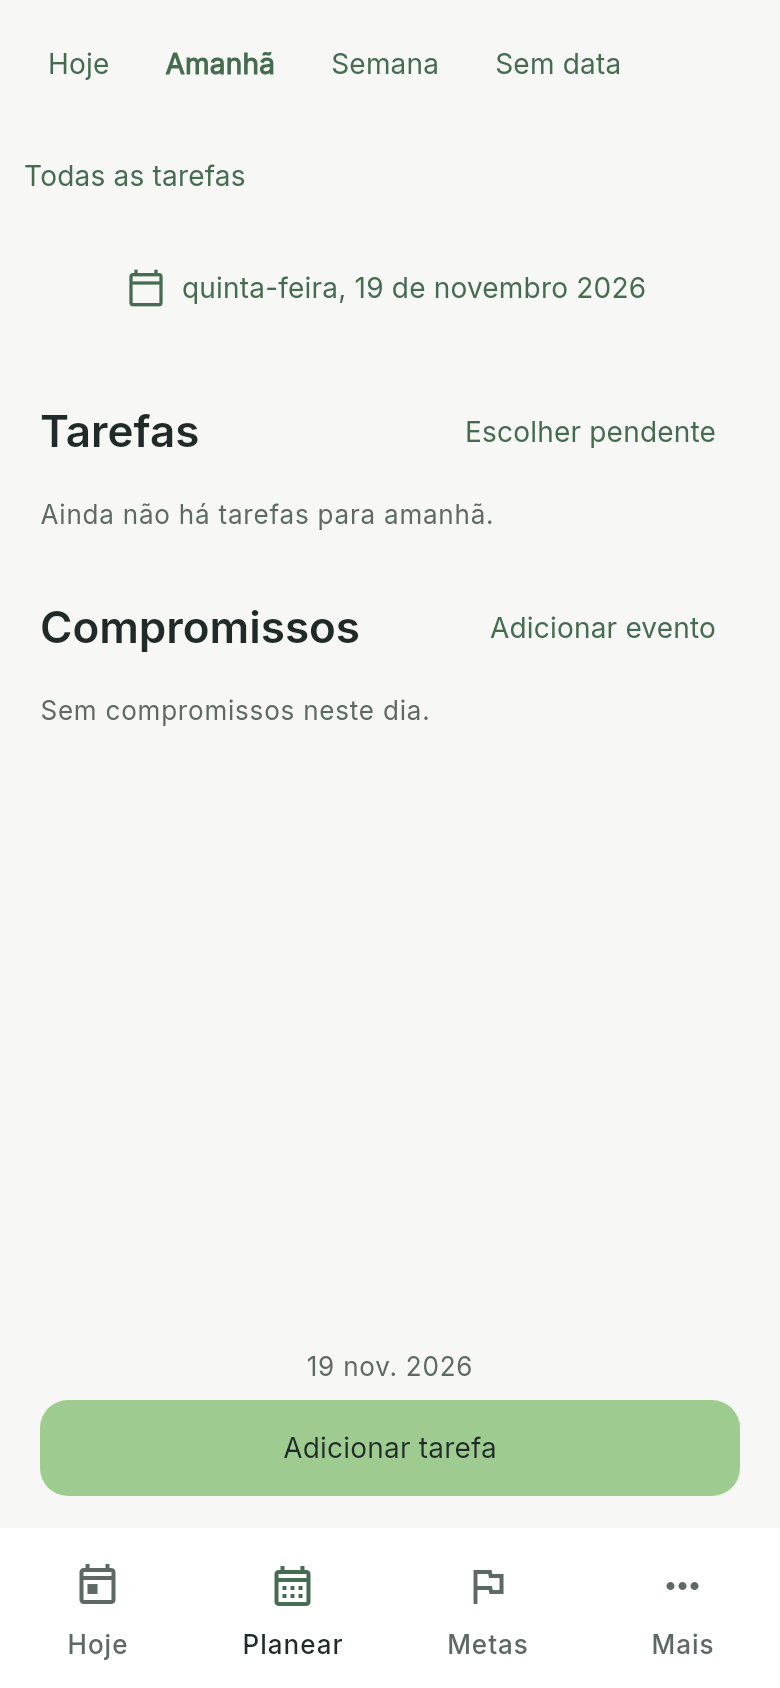 Hoje Amanhã Semana Sem data
Todas as tarefas
quinta-feira, 19 de novembro 2026
Tarefas Escolher pendente
Ainda não há tarefas para amanhã.
Compromissos Adicionar evento
Sem compromissos neste dia.
19 nov. 2026
Adicionar tarefa
Hoje Planear Metas Mais